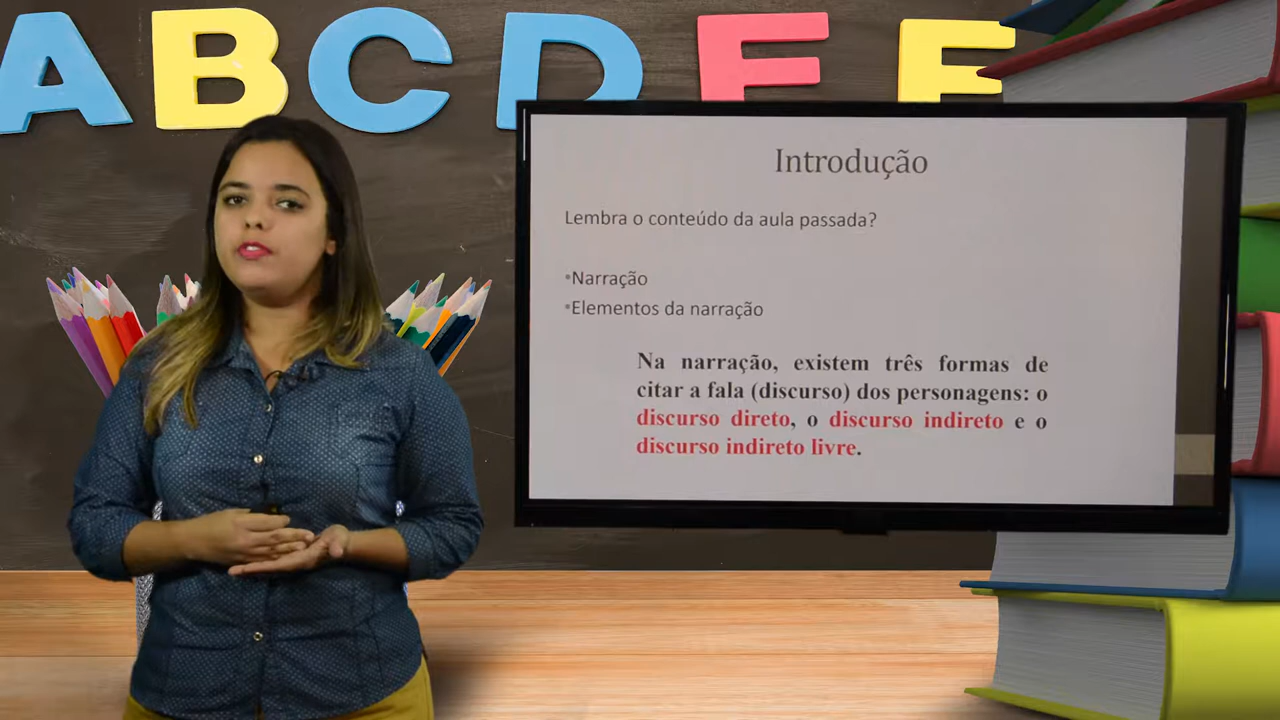 A B C D E F
Introdução
Lembra o conteúdo da aula passada?
•Narração
•Elementos da narração
Na narração, existem três formas de
citar a fala (discurso) dos personagens: o
discurso direto, o discurso indireto e o
discurso indireto livre.